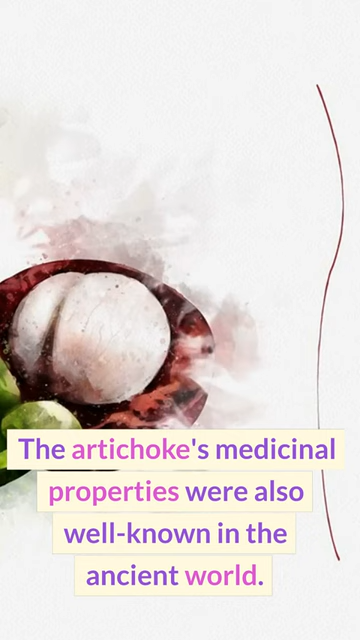 The artichoke's medicinal
properties were also
well-known in the
ancient world.